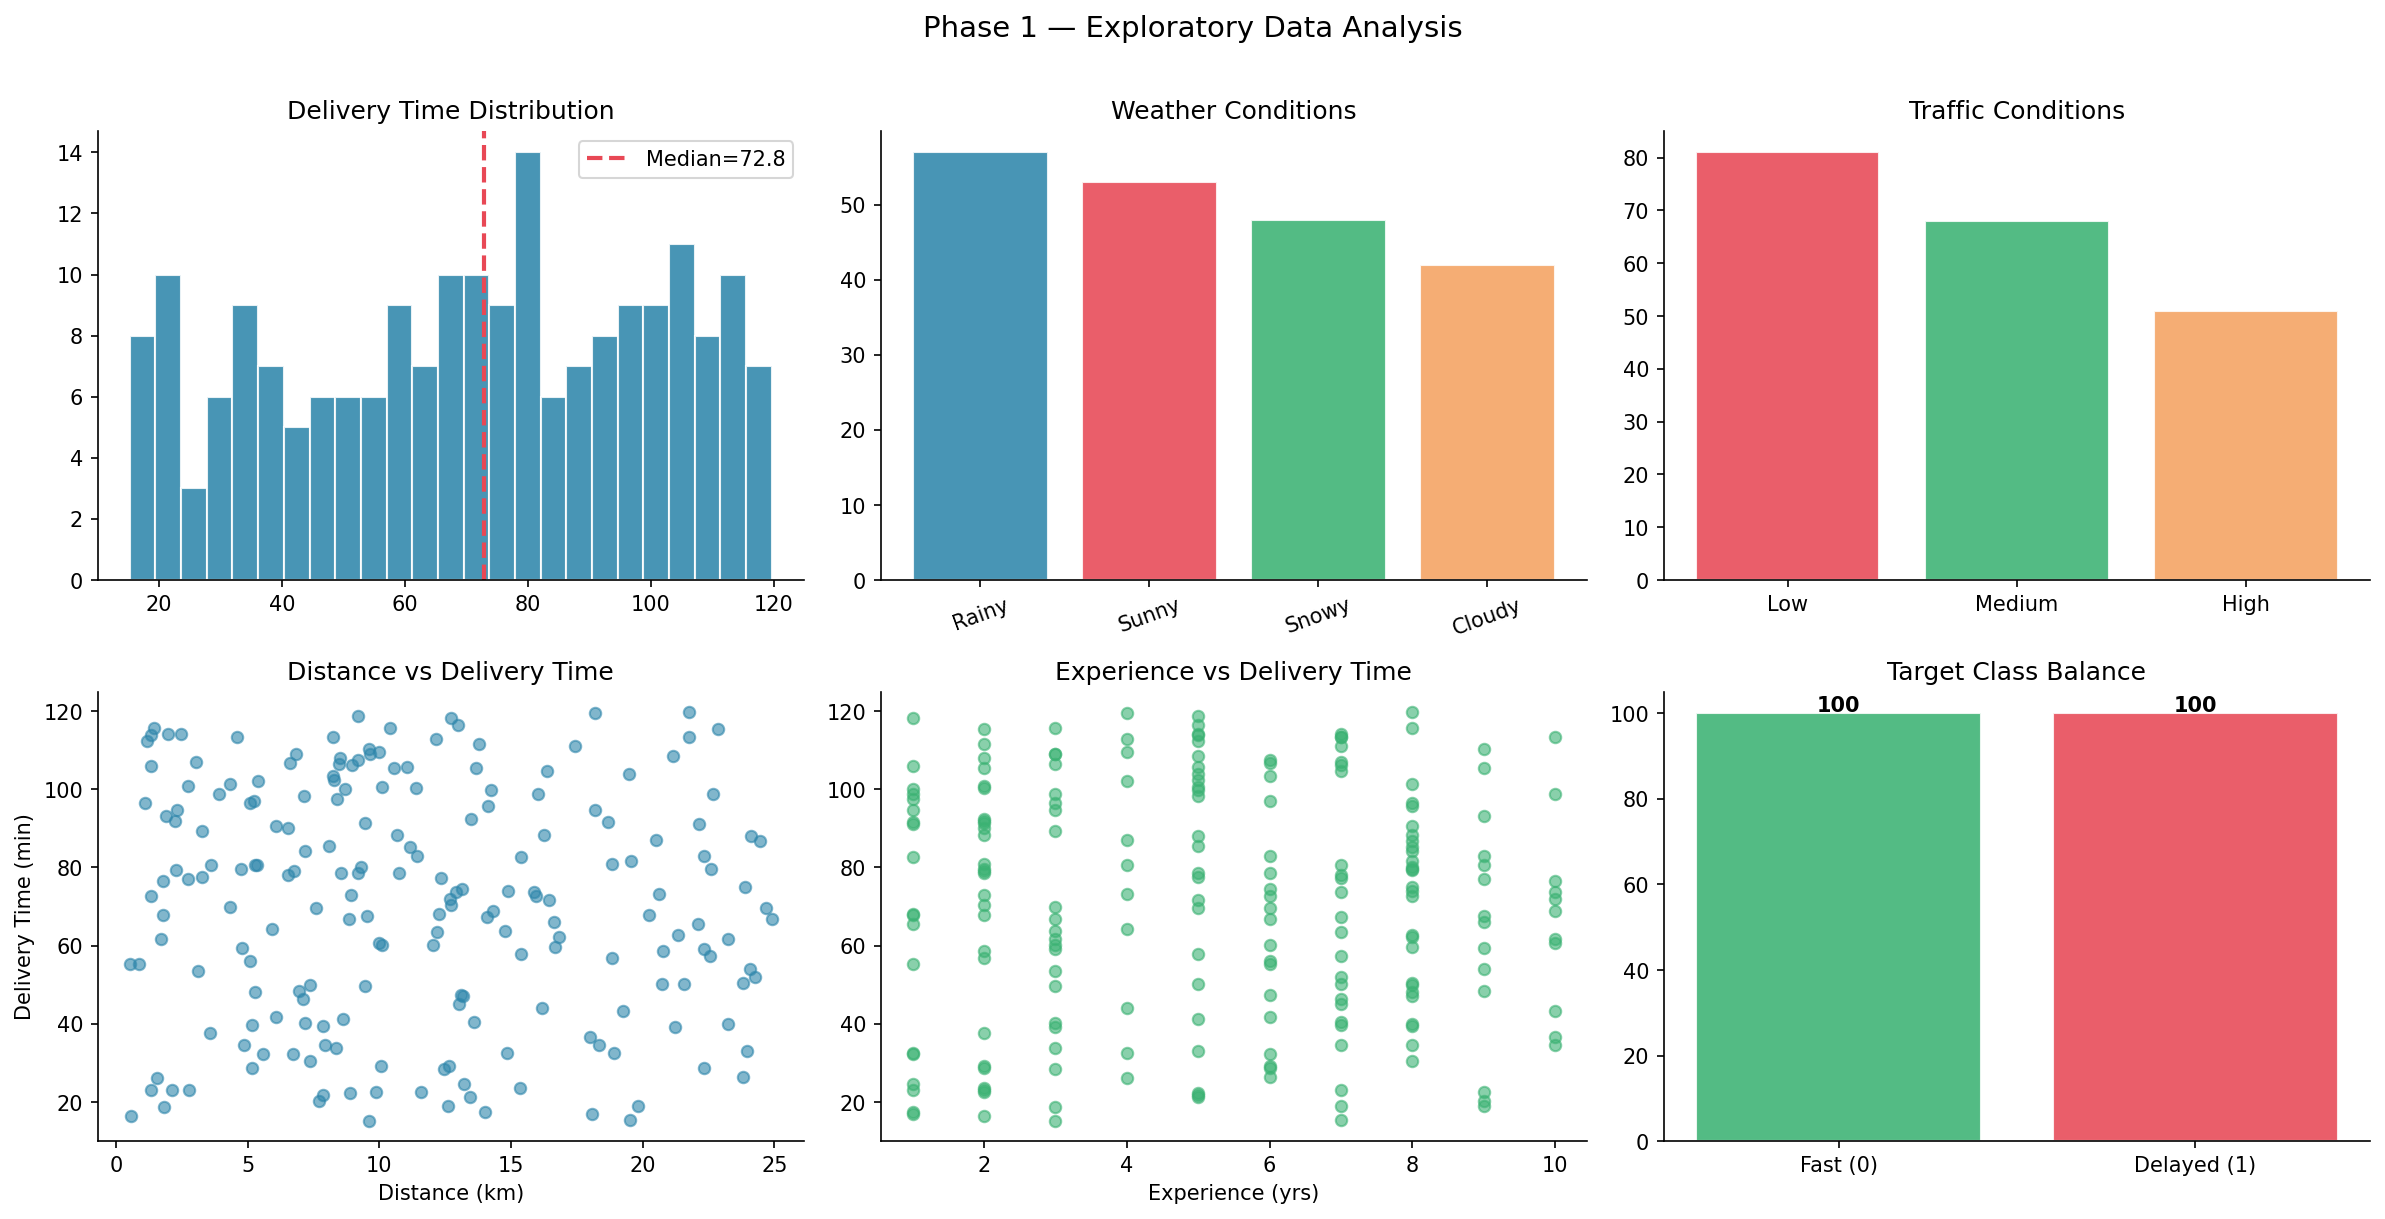 Phase 1 — Exploratory Data Analysis
Delivery Time Distribution
14
12
10
8
6
4
2
0
Median=72.8
20 40 60 80 100 120
Weather Conditions
50
40
30
20
10
0
Rainy Sunny Snowy Cloudy
Traffic Conditions
80
70
60
50
40
30
20
10
0
Low Medium High
Distance vs Delivery Time
Delivery Time (min)
120
100
80
60
40
20
0 5 10 15 20 25
Distance (km)
Experience vs Delivery Time
120
100
80
60
40
20
2 4 6 8 10
Experience (yrs)
Target Class Balance
100 100
100
80
60
40
20
0
Fast (0) Delayed (1)